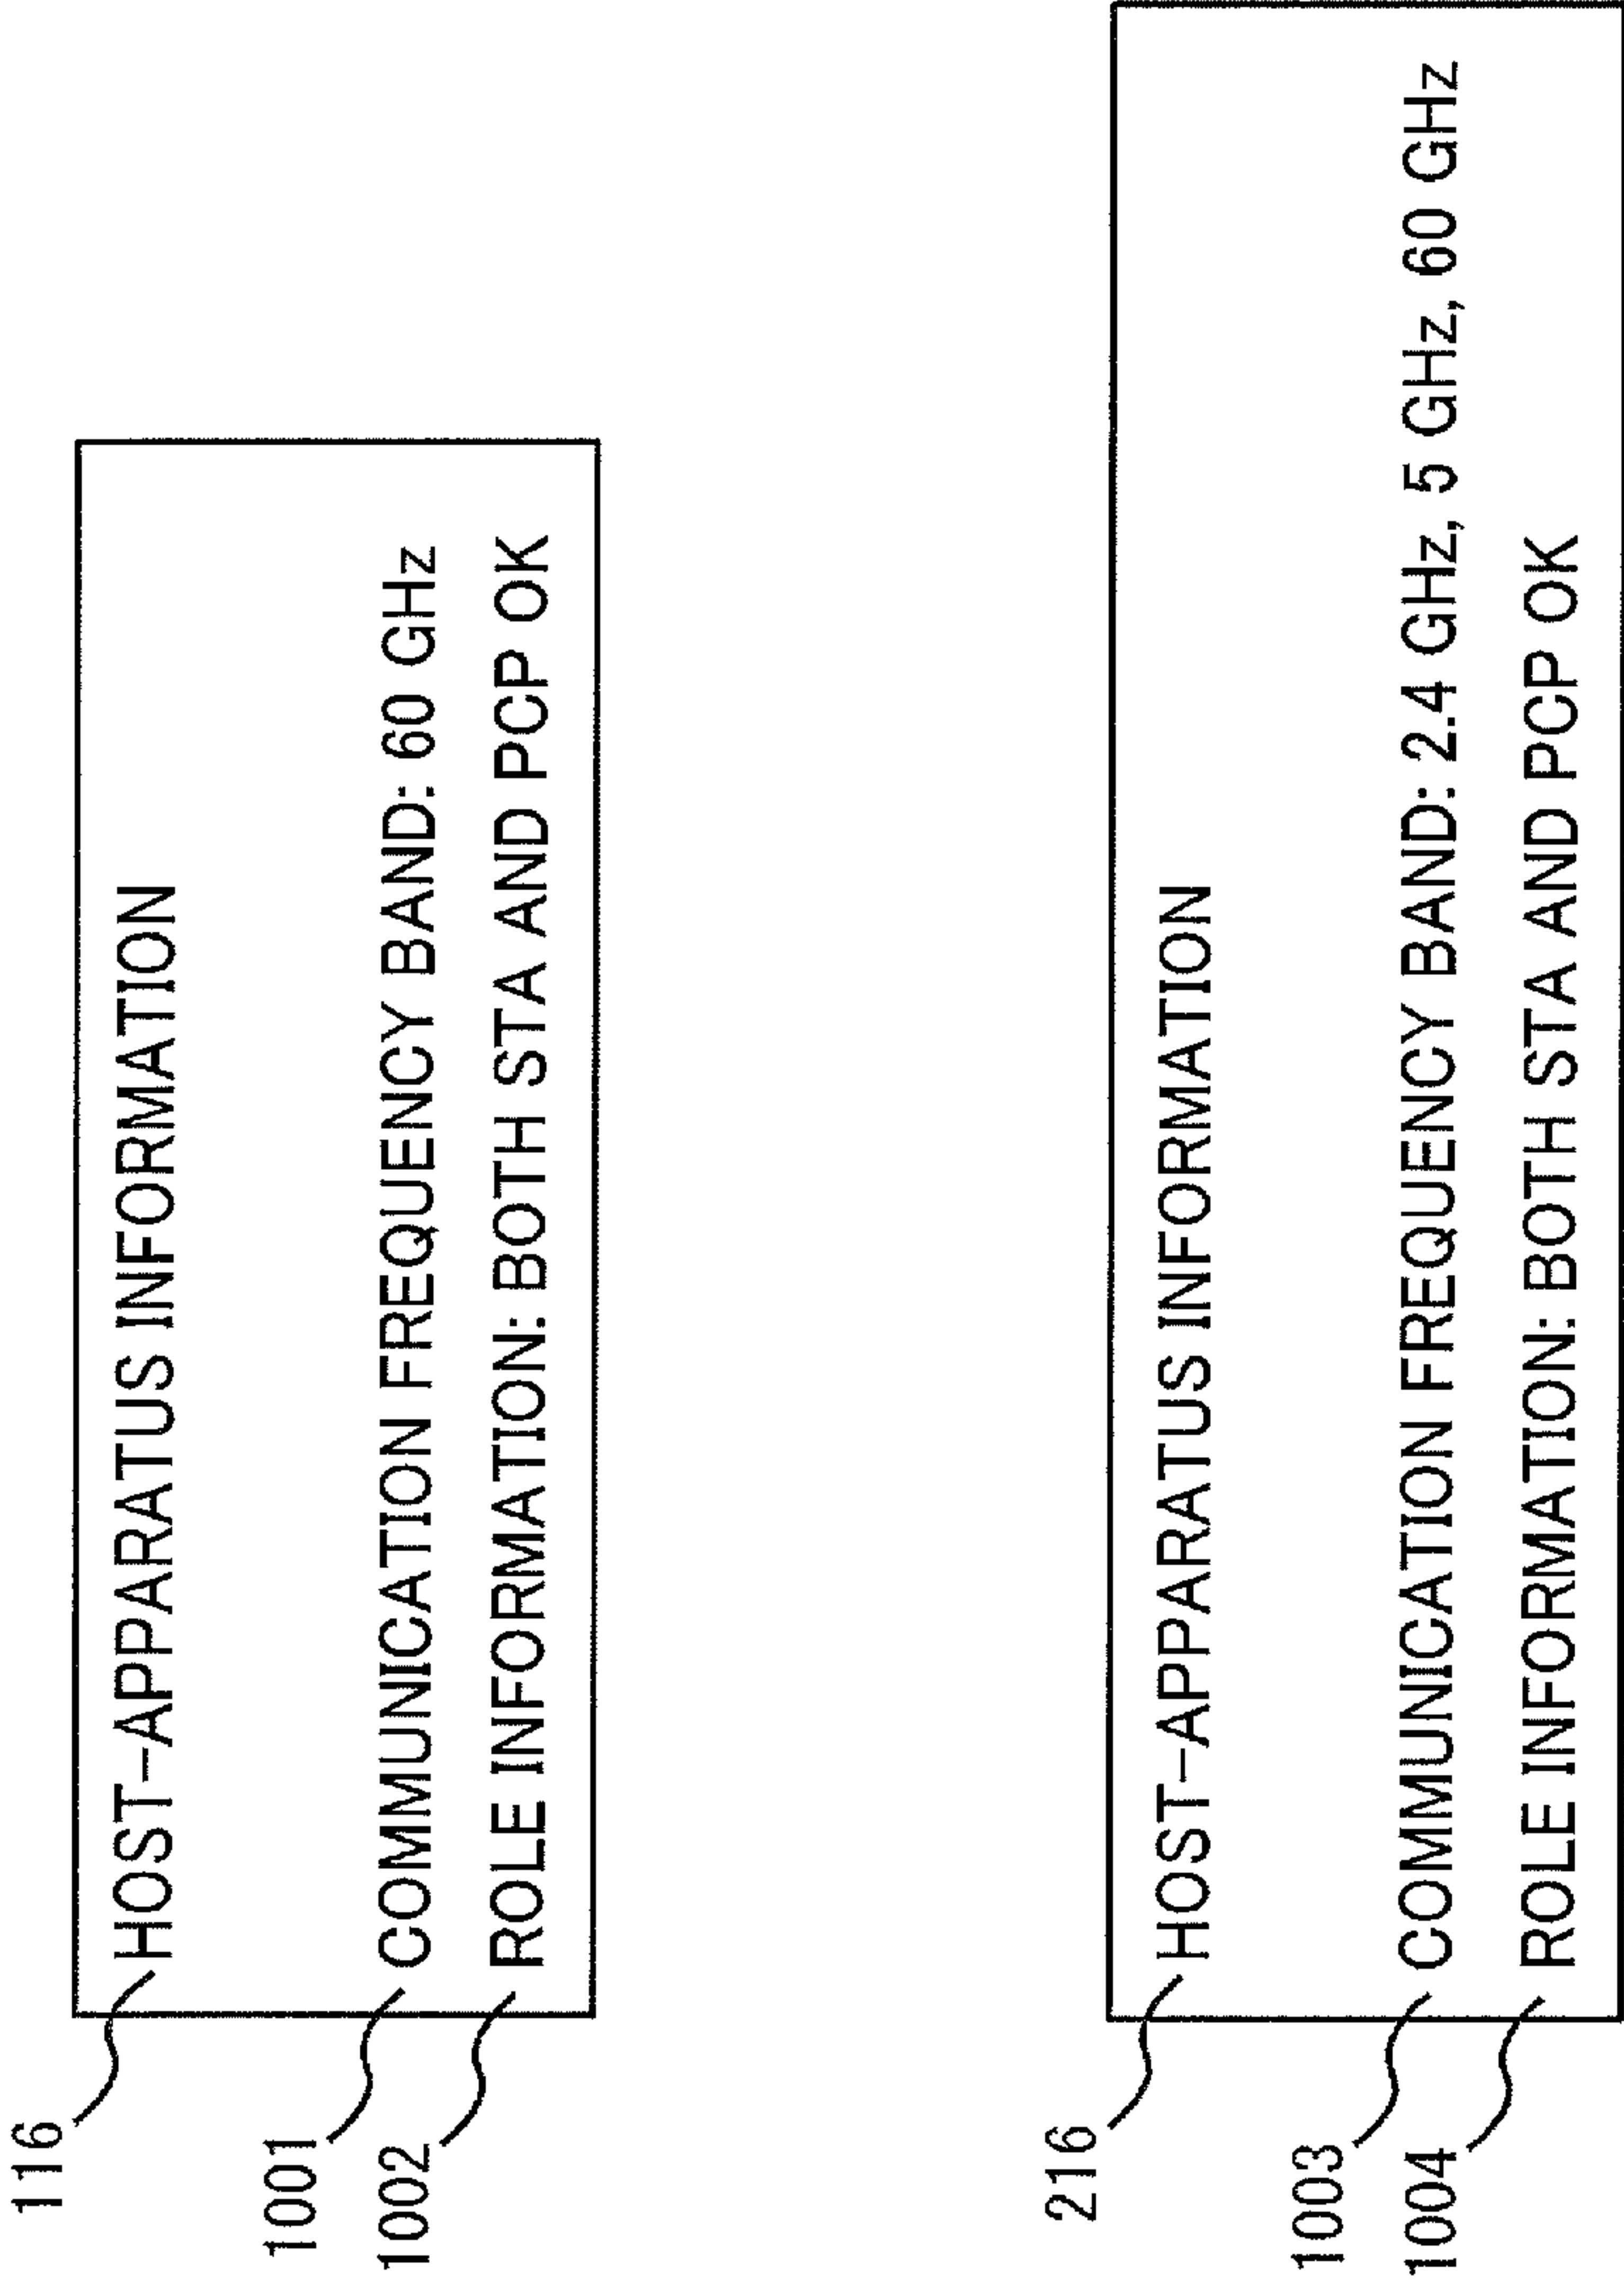 116
HOST-APPARATUS INFORMATION
1001
COMMUNICATION FREQUENCY BAND: 60 GHz
1002
ROLE INFORMATION: BOTH STA AND PCP OK
216
HOST-APPARATUS INFORMATION
1003
COMMUNICATION FREQUENCY BAND: 2.4 GHz, 5 GHz, 60 GHz
1004
ROLE INFORMATION: BOTH STA AND PCP OK